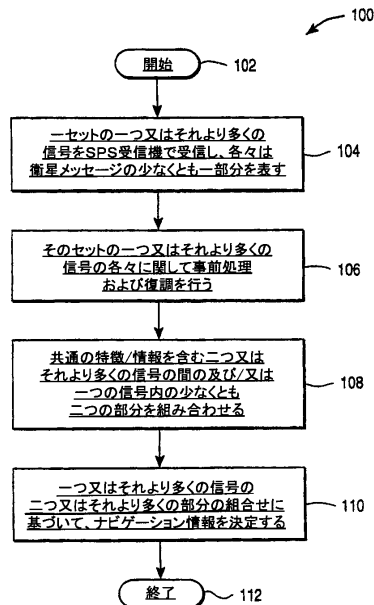 100
開始
102
一セットの一つ又はそれより多くの
信号をSPS受信機で受信し、各々は
衛星メッセージの少なくとも一部分を表す
104
そのセットの一つ又はそれより多くの
信号の各々に関して事前処理
および復調を行う
106
共通の特徴/情報を含む二つ又は
それより多くの信号の間の及び/又は
一つの信号内の少なくとも
二つの部分を組み合わせる
108
一つ又はそれより多くの信号の
二つ又はそれより多くの部分の組合せに
基づいて、ナビゲーション情報を決定する
110
終了
112